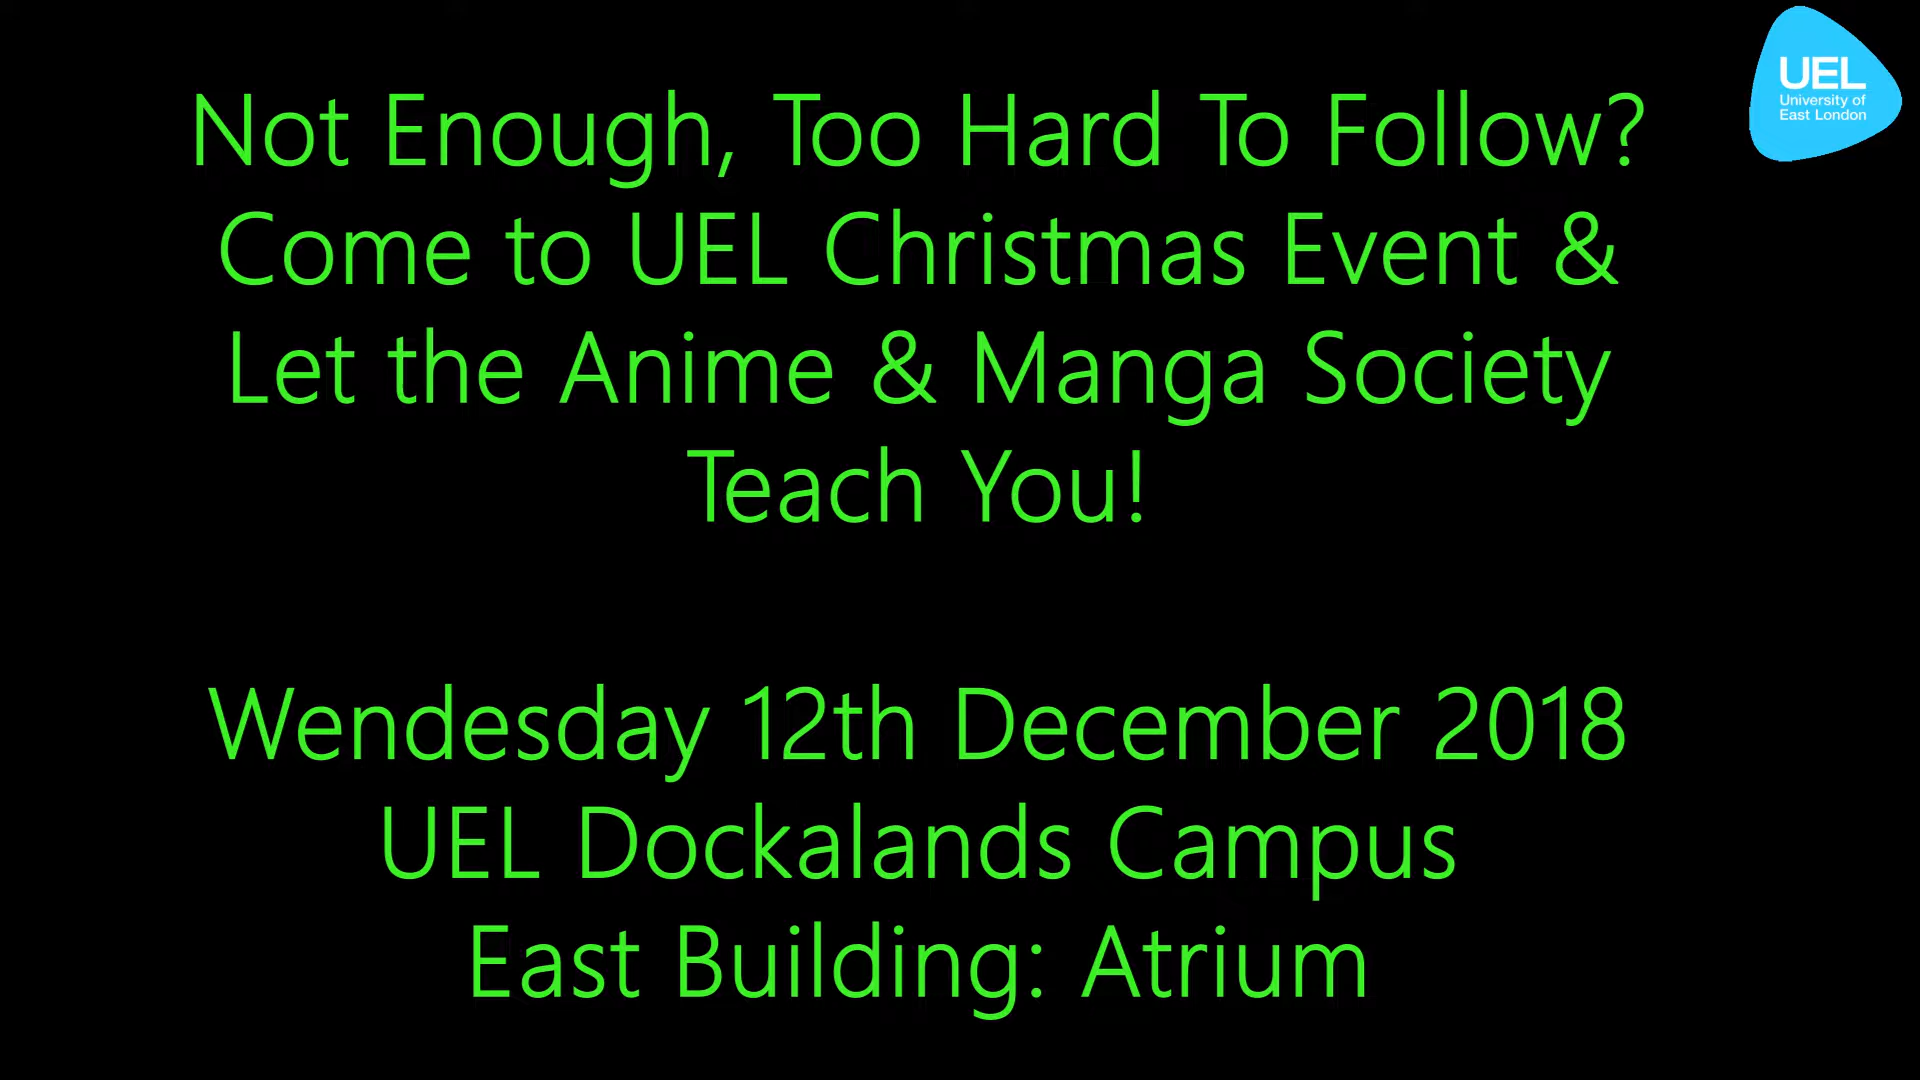 Not Enough, Too Hard To Follow?
Come to UEL Christmas Event &
Let the Anime & Manga Society
Teach You!
Wendesday 12th December 2018
UEL Dockalands Campus
East Building: Atrium
UEL
University of
East London